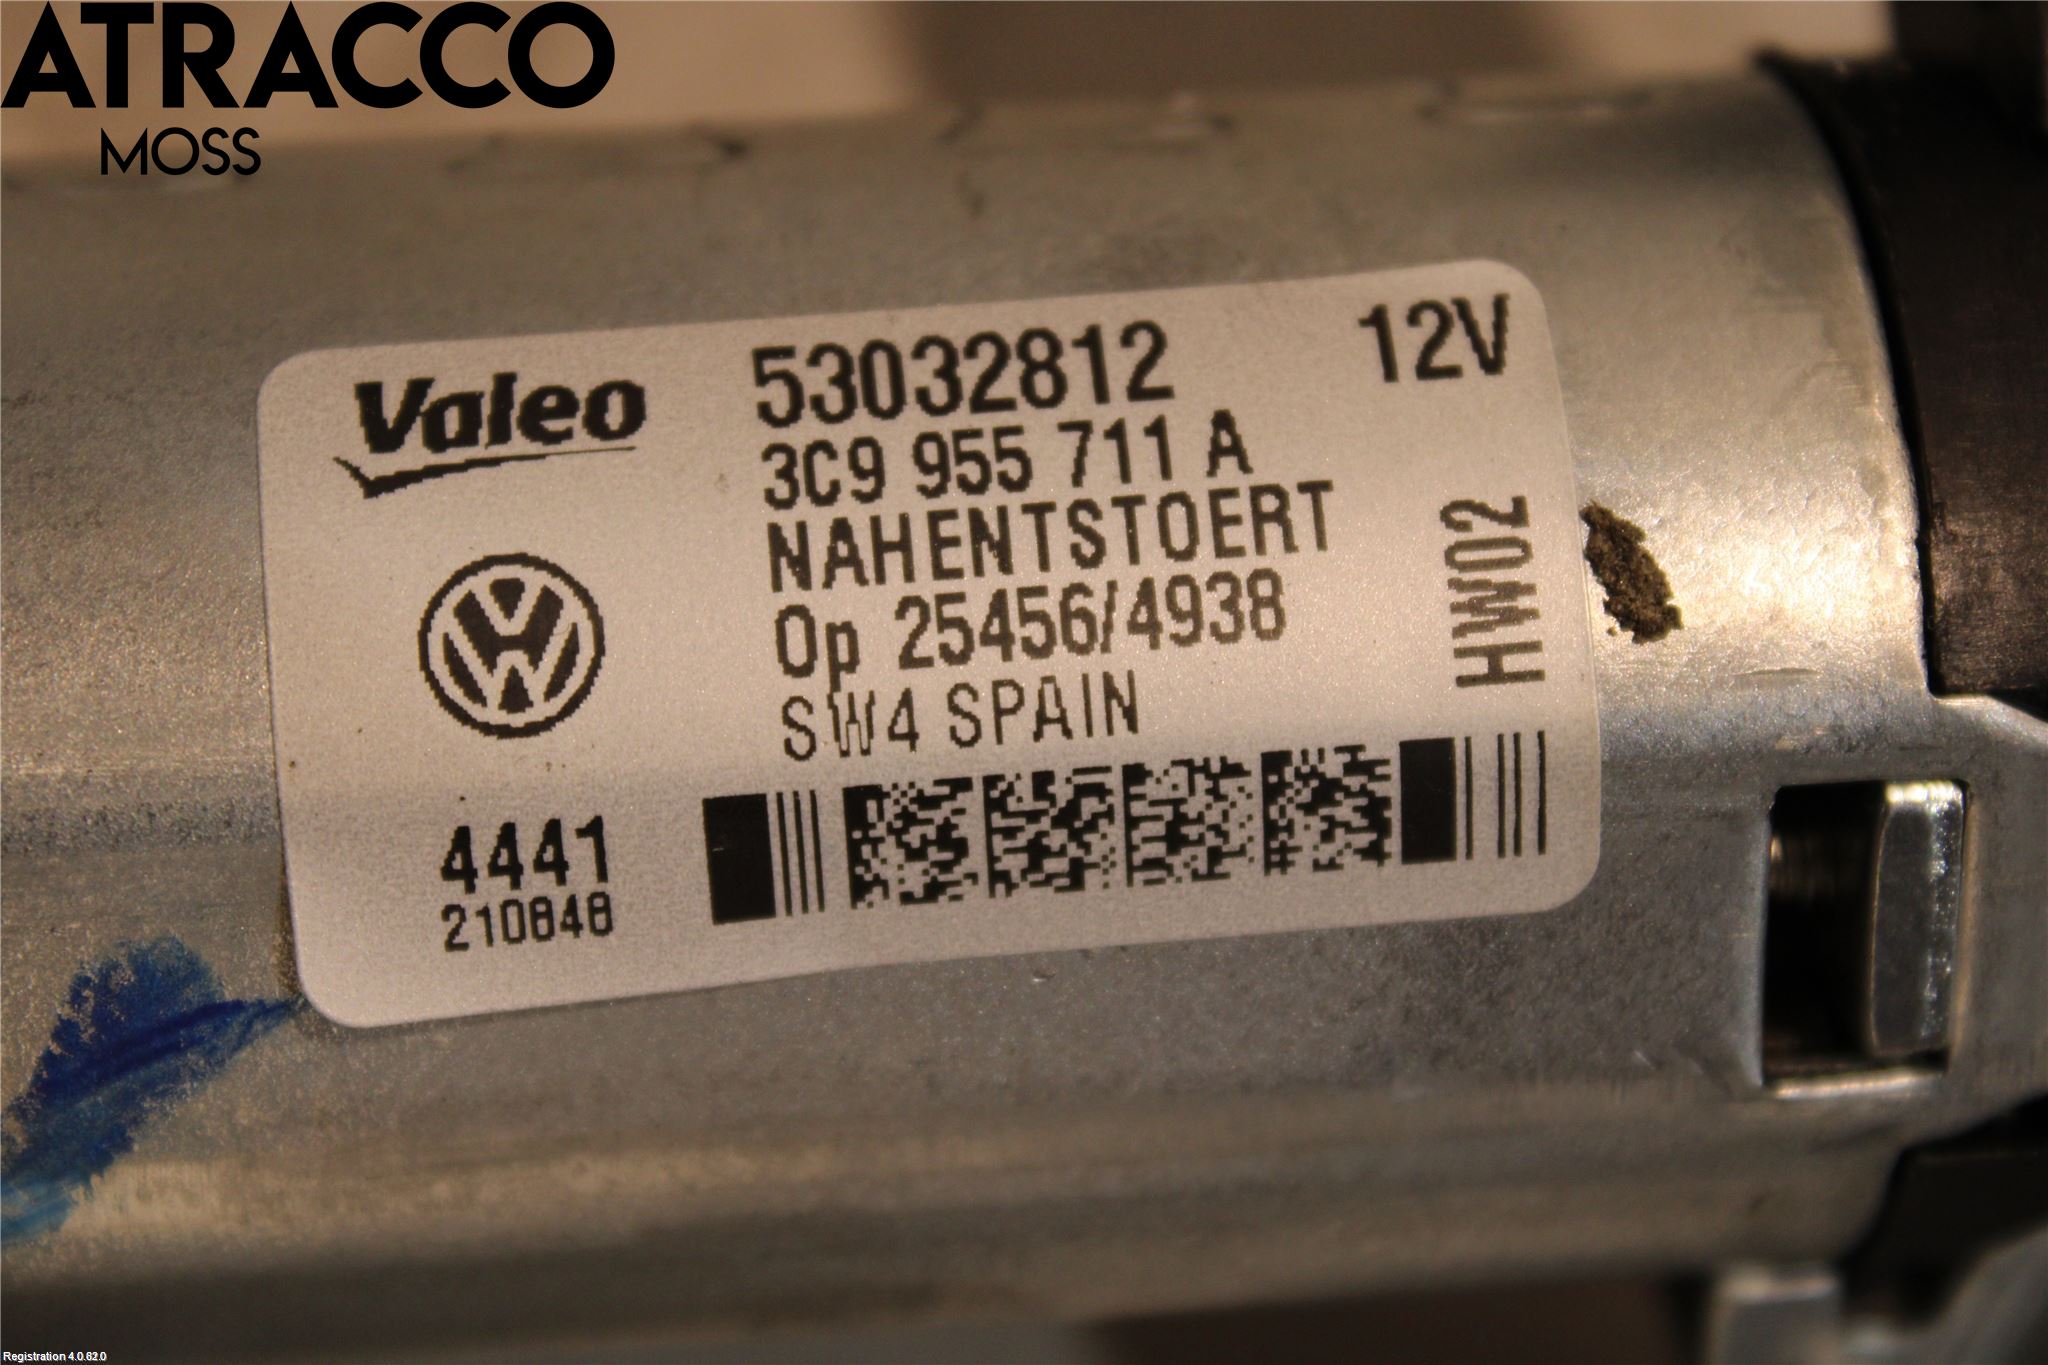 ATRACCO
MOSS
Valeo
53032812
12V
3C9 955 711 A
NAHENTSTOERT
Op 25456/4938
SW4 SPAIN
HW02
4441
210848
Registration 4.0.82.0